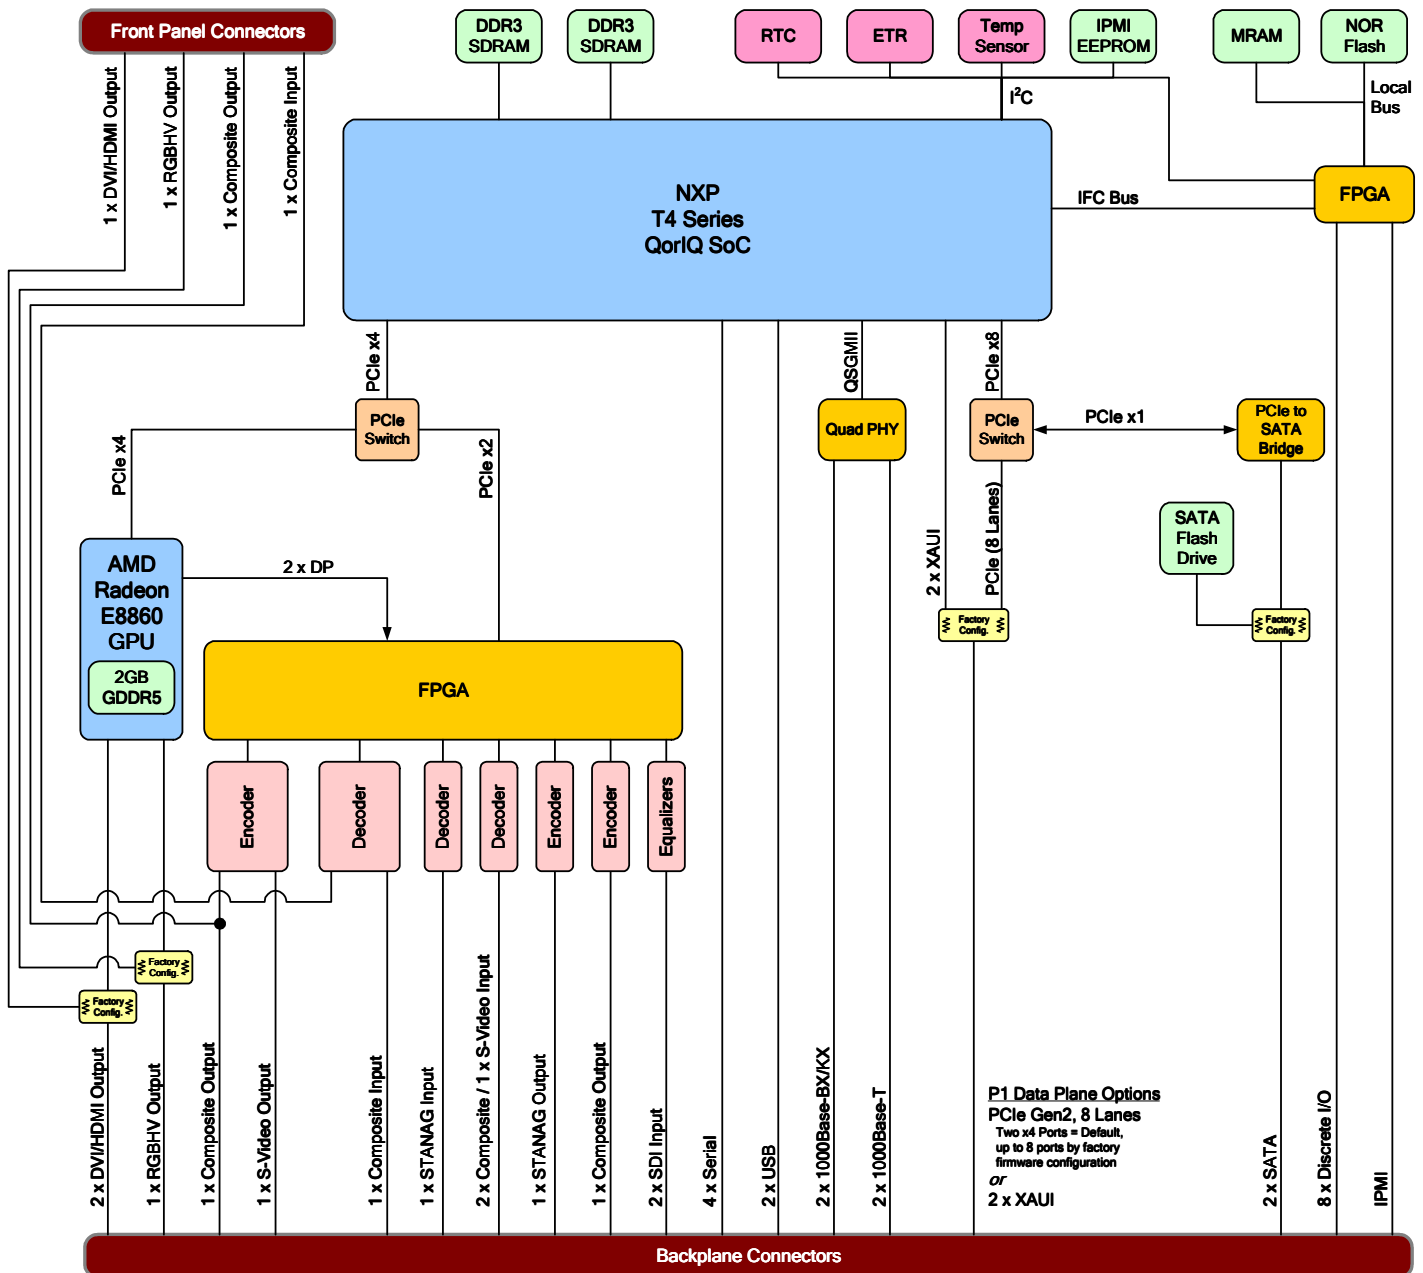 Front Panel Connectors
DDR3
SDRAM
DDR3
SDRAM
RTC
ETR
Temp
Sensor
IPMI
EEPROM
MRAM
NOR
Flash
I²C
Local
Bus
1 x DVI/HDMI Output
1 x RGBHV Output
1 x Composite Output
1 x Composite Input
NXP
T4 Series
QorIQ SoC
IFC Bus
FPGA
PCIe x4
QSGMII
PCIe x8
PCIe
Switch
Quad PHY
PCIe
Switch
PCIe x1
PCIe to
SATA
Bridge
PCIe x4
PCIe x2
2 x XAUI
PCIe (8 Lanes)
SATA
Flash
Drive
AMD
Radeon
E8860
GPU
2GB
GDDR5
2 x DP
Factory
Config.
Factory
Config.
FPGA
Encoder
Decoder
Decoder
Decoder
Encoder
Encoder
Equalizers
Factory
Config.
Factory
Config.
2 x DVI/HDMI Output
1 x RGBHV Output
1 x Composite Output
1 x S-Video Output
1 x Composite Input
1 x STANAG Input
2 x Composite / 1 x S-Video Input
1 x STANAG Output
1 x Composite Output
2 x SDI Input
4 x Serial
2 x USB
2 x 1000Base-BX/KX
2 x 1000Base-T
P1 Data Plane Options
PCIe Gen2, 8 Lanes
Two x4 Ports = Default,
up to 8 ports by factory
firmware configuration
or
2 x XAUI
2 x SATA
8 x Discrete I/O
IPMI
Backplane Connectors